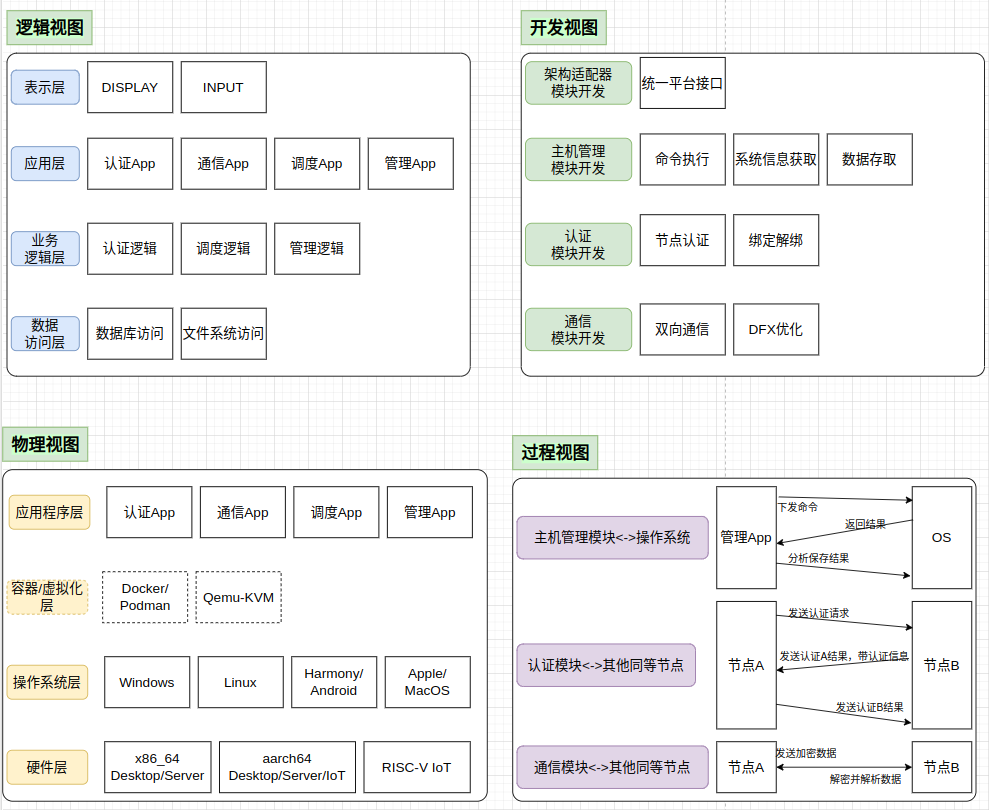 逻辑视图
表示层
DISPLAY
INPUT
应用层
认证App
通信App
调度App
管理App
业务
逻辑层
认证逻辑
调度逻辑
管理逻辑
数据
访问层
数据库访问
文件系统访问
开发视图
架构适配器
模块开发
统一平台接口
主机管理
模块开发
命令执行
系统信息获取
数据存取
认证
模块开发
节点认证
绑定解绑
通信
模块开发
双向通信
DFX优化
物理视图
应用程序层
认证App
通信App
调度App
管理App
容器/虚拟化
层
Docker/
Podman
Qemu-KVM
操作系统层
Windows
Linux
Harmony/
Android
Apple/
MacOS
硬件层
x86_64
Desktop/Server
aarch64
Desktop/Server/IoT
RISC-V IoT
过程视图
主机管理模块<->操作系统
管理App
下发命令
返回结果
分析保存结果
OS
认证模块<->其他同等节点
节点A
发送认证请求
发送认证A结果，带认证信息
发送认证B结果
节点B
通信模块<->其他同等节点
节点A
发送加密数据
解密并解析数据
节点B